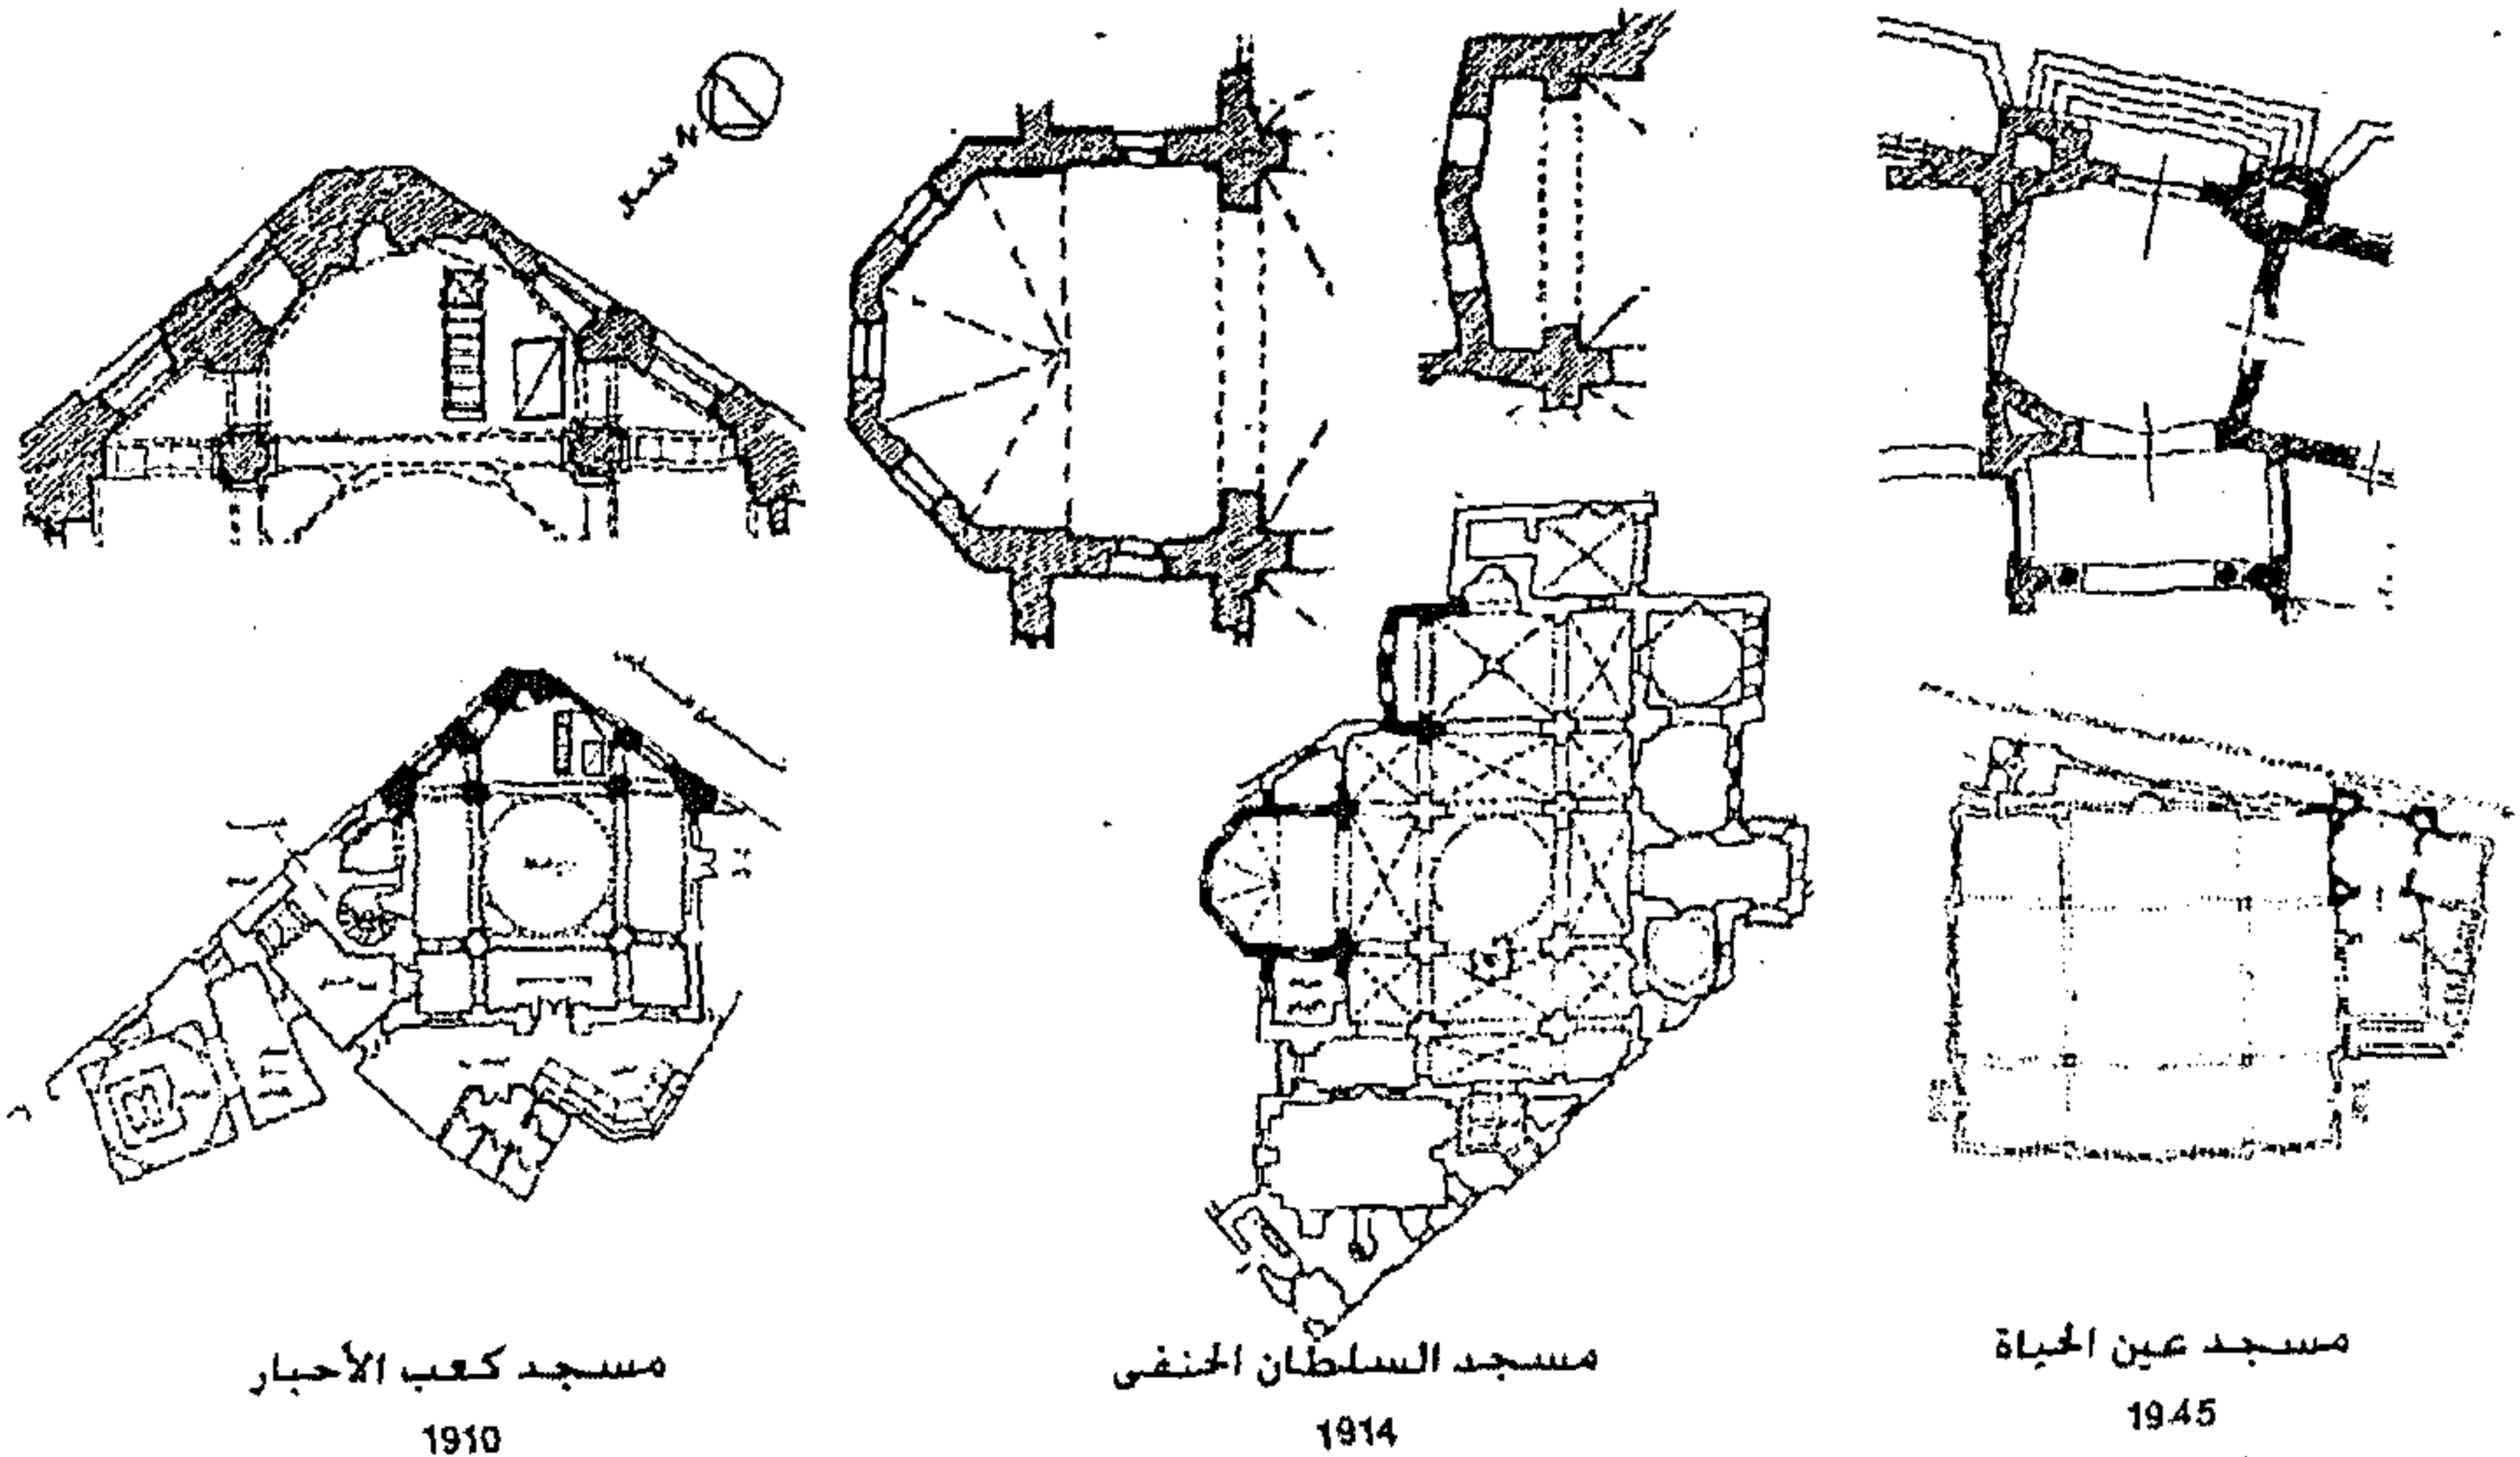 N
مسجد كعب الأحبار
1910
مسجد السلطان الحنفى
1914
مسجد عين الحياة
1945